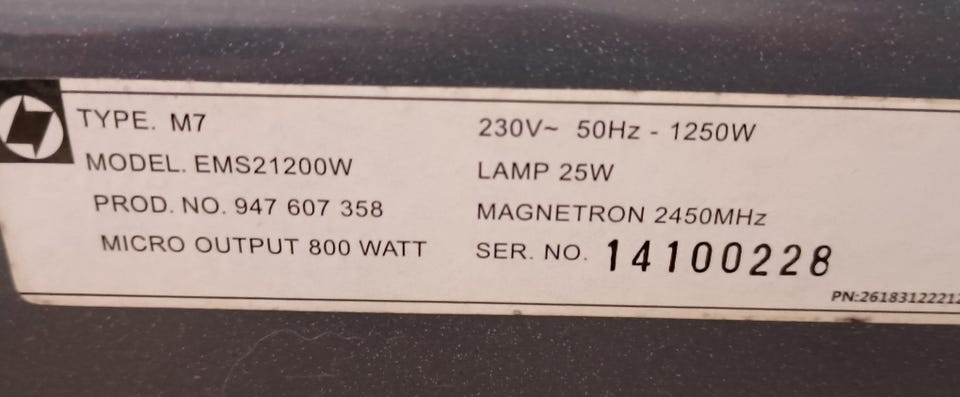 TYPE. M7
MODEL. EMS21200W
PROD. NO. 947 607 358
MICRO OUTPUT 800 WATT
230V~ 50Hz - 1250W
LAMP 25W
MAGNETRON 2450MHz
SER. NO. 14100228